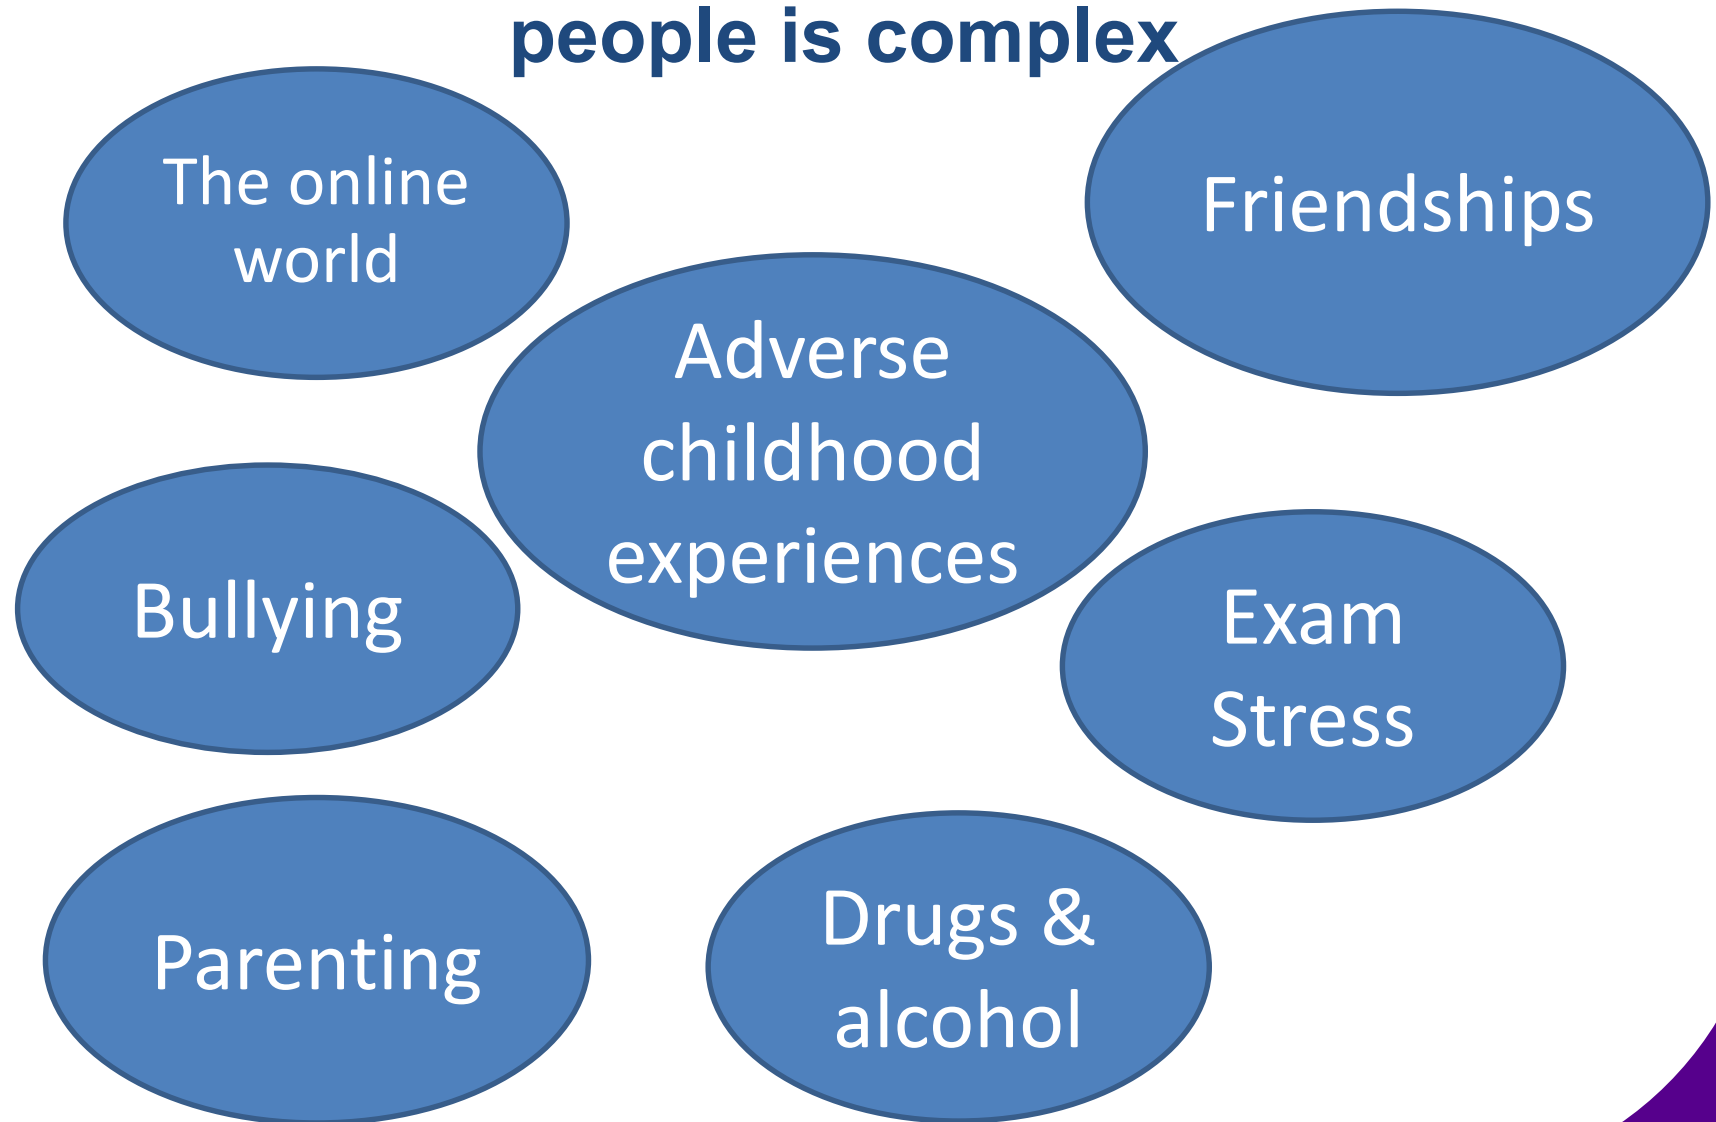 people is complex
The online
world
Friendships
Adverse
childhood
experiences
Bullying
Exam
Stress
Parenting
Drugs &
alcohol